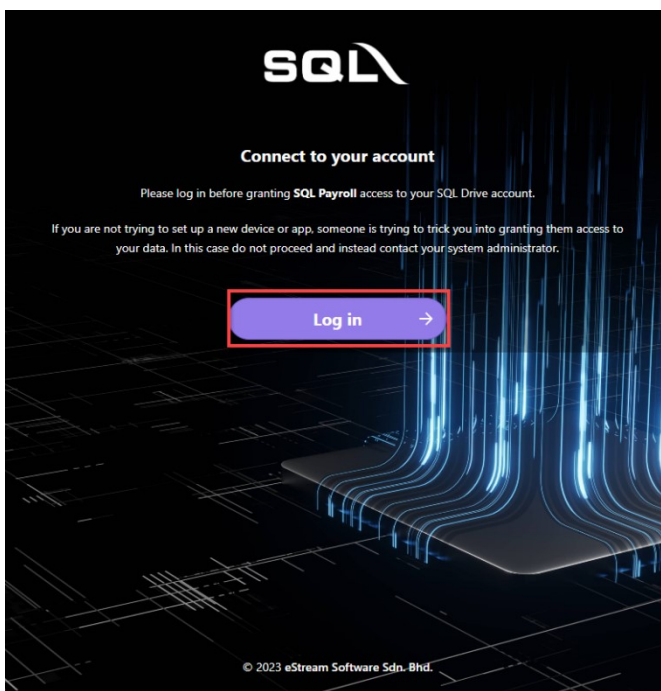 SQL
Connect to your account
Please log in before granting SQL Payroll access to your SQL Drive account.
If you are not trying to set up a new device or app, someone is trying to trick you into granting them access to
your data. In this case do not proceed and instead contact your system administrator.
Log in →
© 2023 eStream Software Sdn. Bhd.